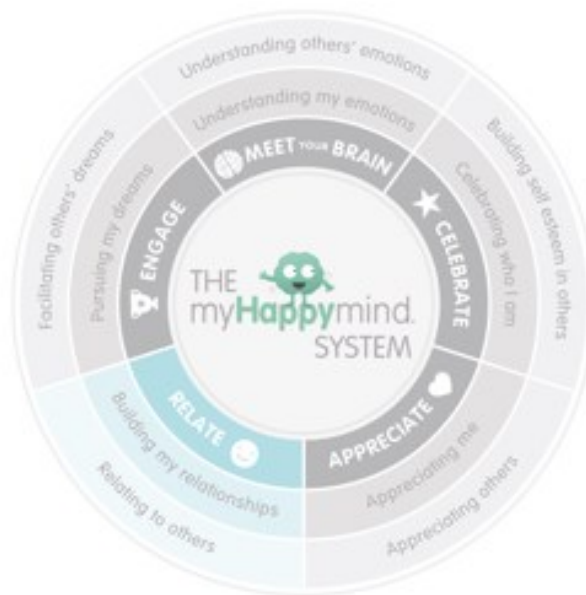 Understanding others' emotions
Understanding my emotions
MEET YOUR BRAIN
Building self esteem in others
Celebrating who I am
CELEBRATE
Appreciating others
Appreciating me
APPRECIATE
Relating to others
Building my relationships
RELATE
Facilitating others' dreams
Pursuing my dreams
ENGAGE
THE
myHappymind.
SYSTEM